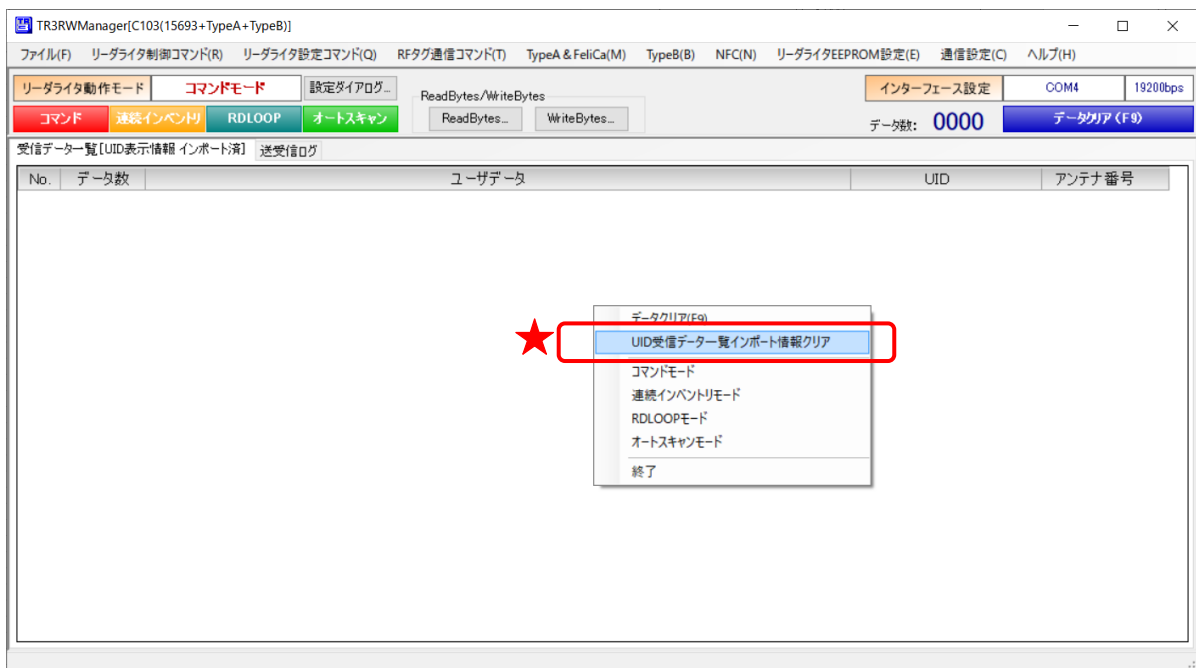 TR3RWManager[C103(15693+TypeA+TypeB)]
ファイル(F) リーダライタ制御コマンド(R) リーダライタ設定コマンド(Q) RFタグ通信コマンド(T) TypeA & FeliCa(M) TypeB(B) NFC(N) リーダライタEEPROM設定(E) 通信設定(C) ヘルプ(H)
リーダライタ動作モード コマンドモード 設定ダイアログ... ReadBytes/WriteBytes インターフェース設定 COM4 19200bps
コマンド 連続インベントリ RDLOOP オートスキャン ReadBytes... WriteBytes... データ数: 0000 データクリア(F9)
受信データ一覧[UID表示情報 インポート済] 送受信ログ
No. データ数 ユーザデータ UID アンテナ番号
データクリア(F9)
UID受信データ一覧インポート情報クリア
コマンドモード
連続インベントリモード
RDLOOPモード
オートスキャンモード
終了